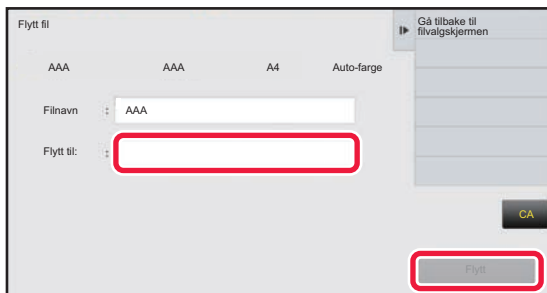 Flytt fil
Gå tilbake til
filvalgskjermen
AAA AAA A4 Auto-farge
Filnavn : AAA
Flytt til: :
CA
Flytt